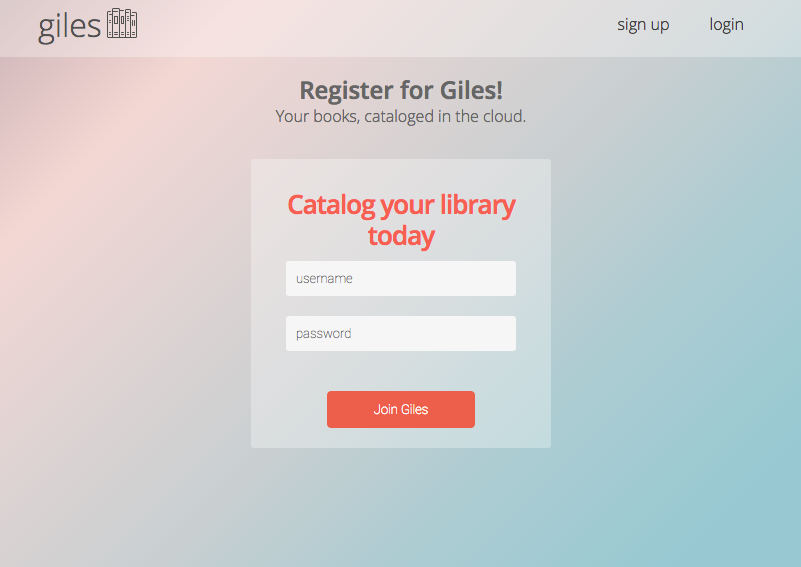 giles
sign up
login
Register for Giles!
Your books, cataloged in the cloud.
Catalog your library
today
username
password
Join Giles